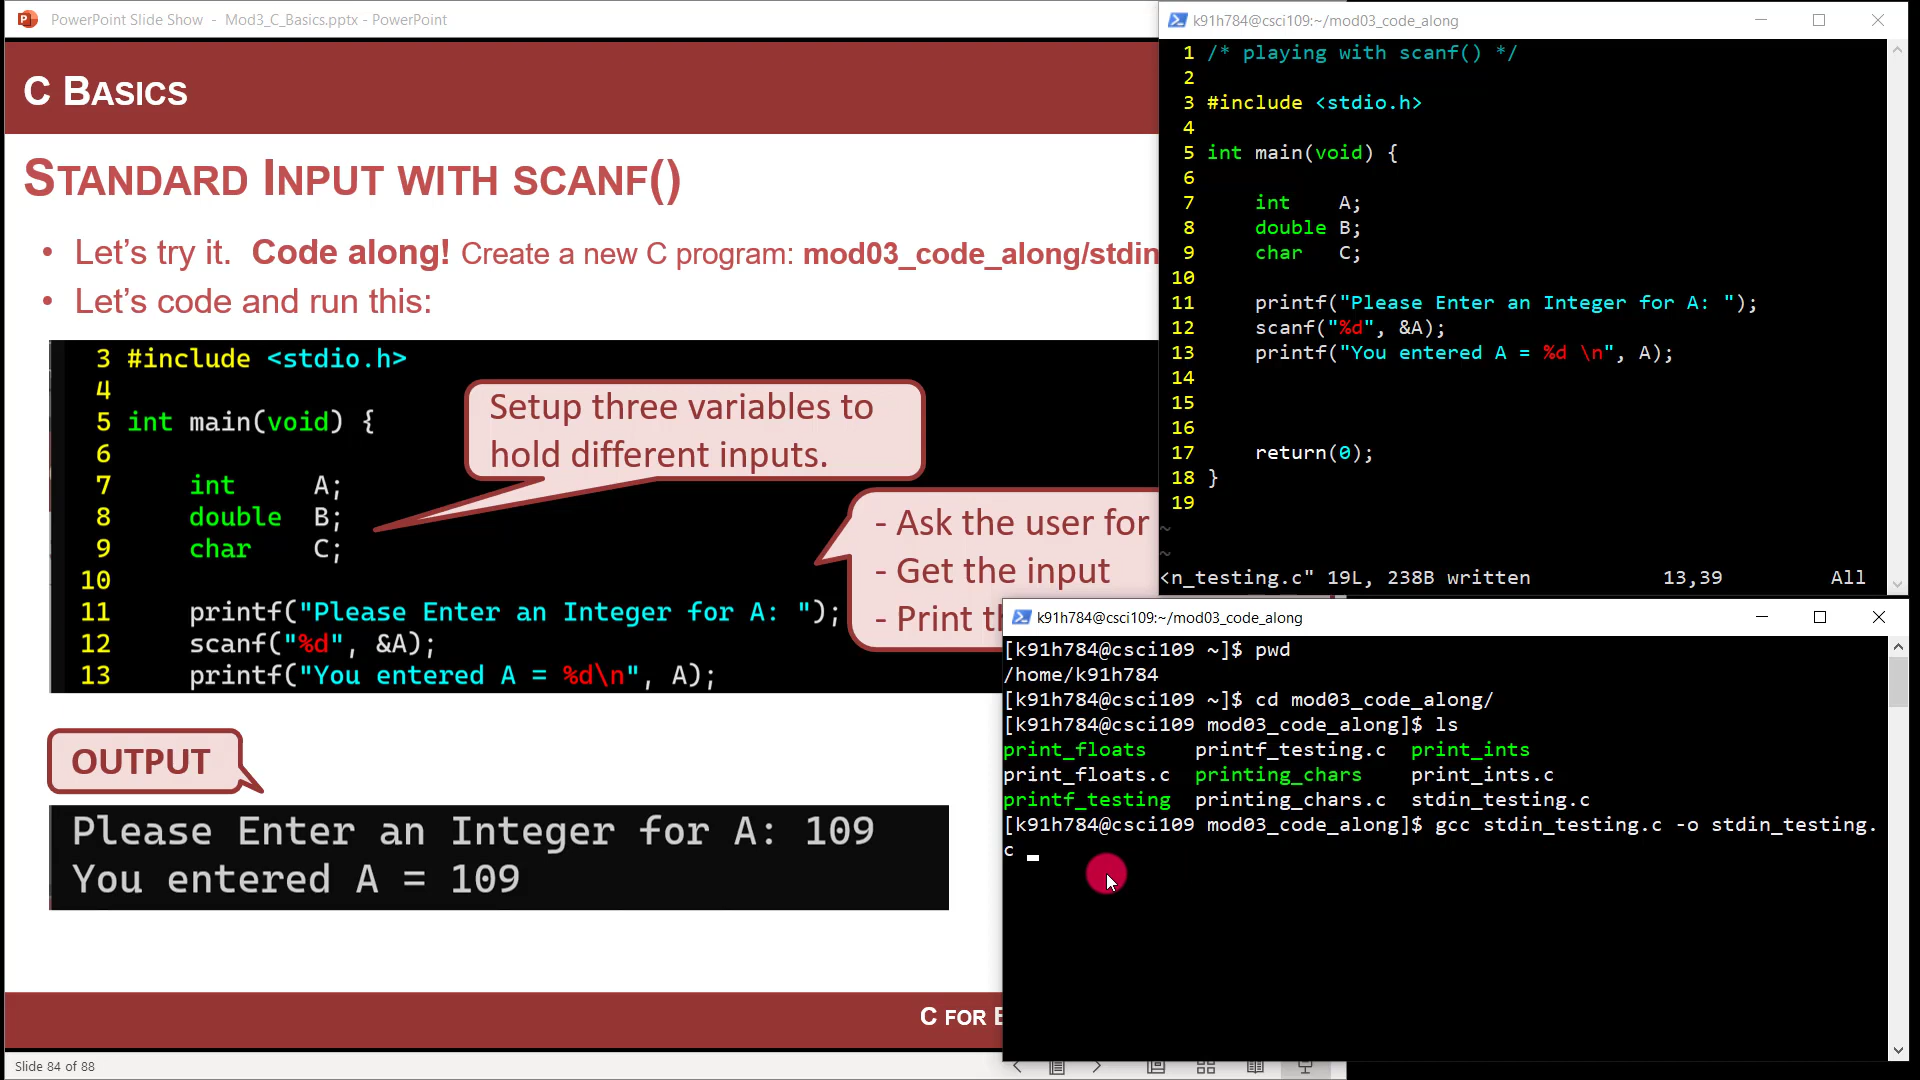 PowerPoint Slide Show - Mod3_C_Basics.pptx - PowerPoint
C BASICS
STANDARD INPUT WITH SCANF()
• Let's try it. Code along! Create a new C program: mod03_code_along/stdin
• Let's code and run this:
3 #include <stdio.h>
4
5 int main(void) {
6
7 int A;
8 double B;
9 char C;
10
11 printf("Please Enter an Integer for A: ");
12 scanf("%d", &A);
13 printf("You entered A = %d\n", A);
Setup three variables to
hold different inputs.
- Ask the user for
- Get the input
- Print th
OUTPUT
Please Enter an Integer for A: 109
You entered A = 109
C FOR E
Slide 84 of 88
k91h784@csci109:~/mod03_code_along
1 /* playing with scanf() */
2
3 #include <stdio.h>
4
5 int main(void) {
6
7 int A;
8 double B;
9 char C;
10
11 printf("Please Enter an Integer for A: ");
12 scanf("%d", &A);
13 printf("You entered A = %d \n", A);
14
15
16
17 return(0);
18 }
19
~
~
<n_testing.c" 19L, 238B written 13,39 All
k91h784@csci109:~/mod03_code_along
[k91h784@csci109 ~]$ pwd
/home/k91h784
[k91h784@csci109 ~]$ cd mod03_code_along/
[k91h784@csci109 mod03_code_along]$ ls
print_floats printf_testing.c print_ints
print_floats.c printing_chars print_ints.c
printf_testing printing_chars.c stdin_testing.c
[k91h784@csci109 mod03_code_along]$ gcc stdin_testing.c -o stdin_testing.
c